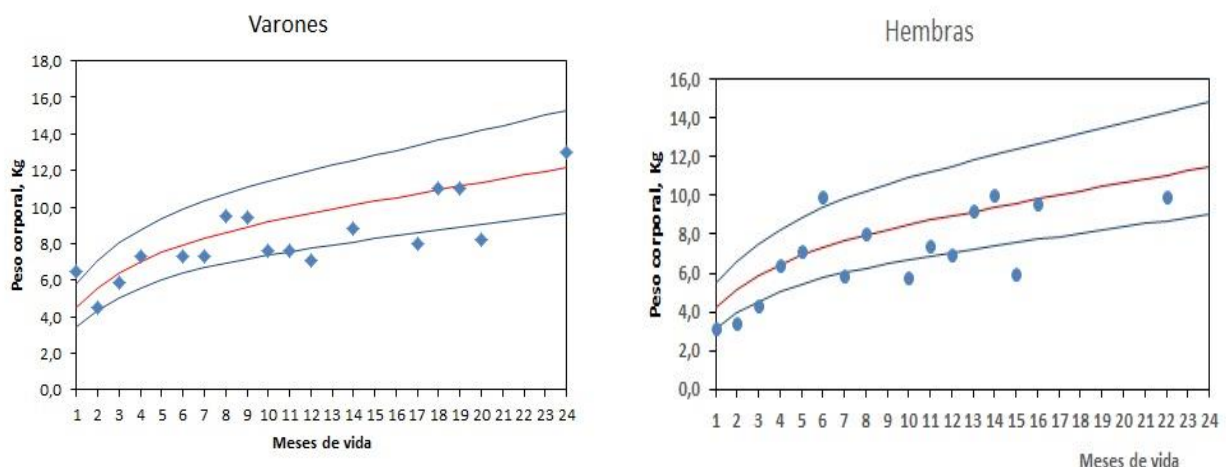 Varones
18,0
16,0
14,0
12,0
10,0
8,0
6,0
4,0
2,0
0,0
Peso corporal, Kg
1 2 3 4 5 6 7 8 9 10 11 12 13 14 15 16 17 18 19 20 21 22 23 24
Meses de vida
Hembras
16,0
14,0
12,0
10,0
8,0
6,0
4,0
2,0
0,0
Peso corporal, Kg
1 2 3 4 5 6 7 8 9 10 11 12 13 14 15 16 17 18 19 20 21 22 23 24
Meses de vida